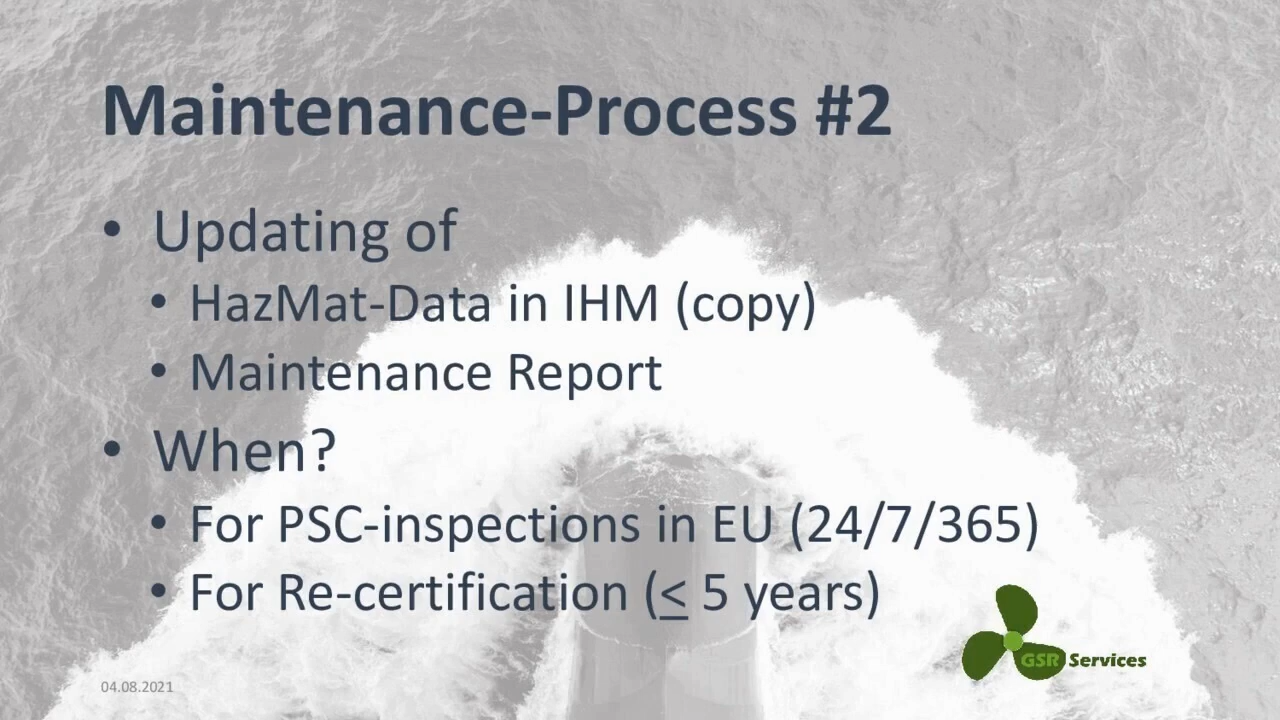 Maintenance-Process #2
• Updating of
• HazMat-Data in IHM (copy)
• Maintenance Report
• When?
• For PSC-inspections in EU (24/7/365)
• For Re-certification (≤ 5 years)
GSR Services
04.08.2021